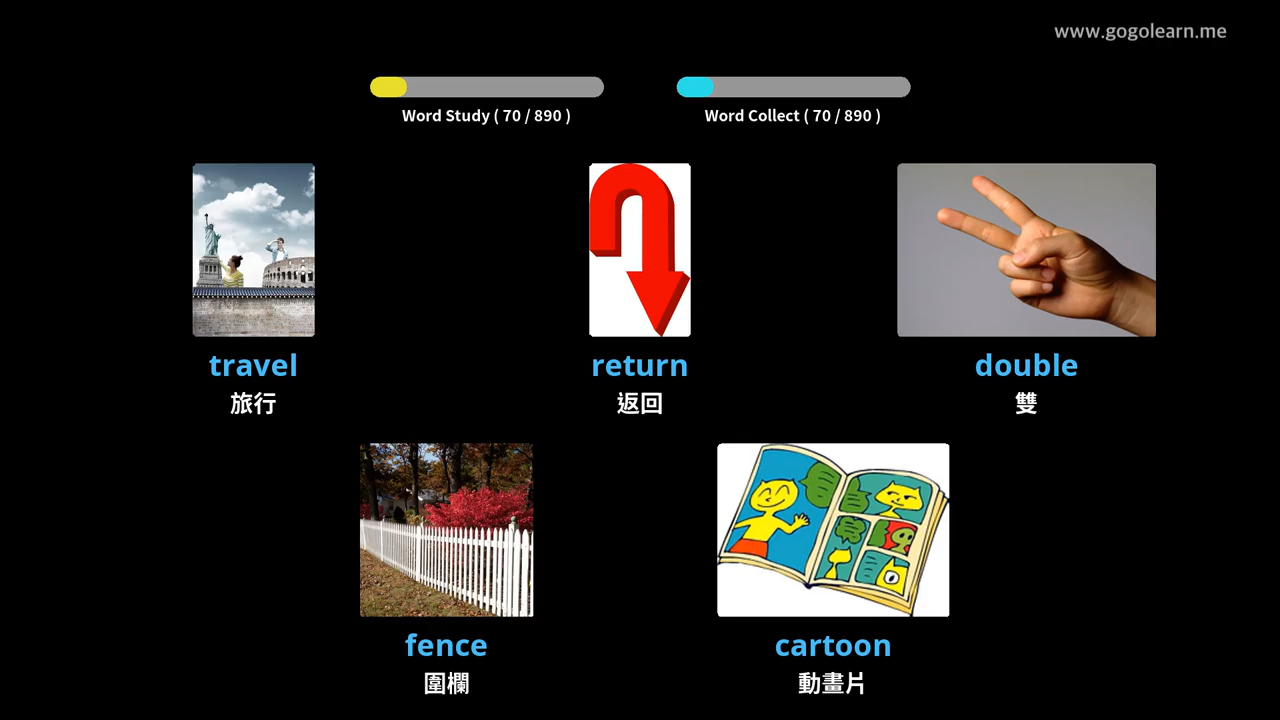 www.gogolearn.me
Word Study ( 70 / 890 )
Word Collect ( 70 / 890 )
travel
旅行
return
返回
double
雙
fence
圍欄
cartoon
動畫片